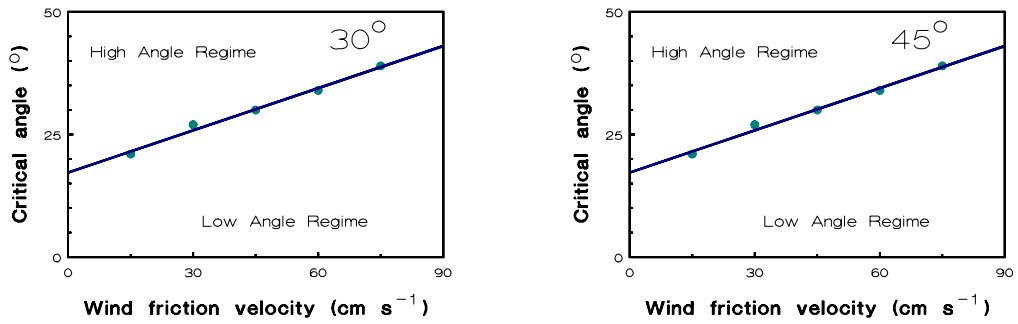 50
30°
High Angle Regime
Critical angle (°)
25
Low Angle Regime
0
0 30 60 90
Wind friction velocity (cm s⁻¹)
50
45°
High Angle Regime
Critical angle (°)
25
Low Angle Regime
0
0 30 60 90
Wind friction velocity (cm s⁻¹)